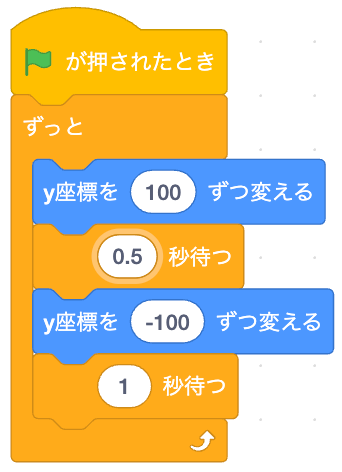 が押されたとき
ずっと
y座標を 100 ずつ変える
0.5 秒待つ
y座標を -100 ずつ変える
1 秒待つ